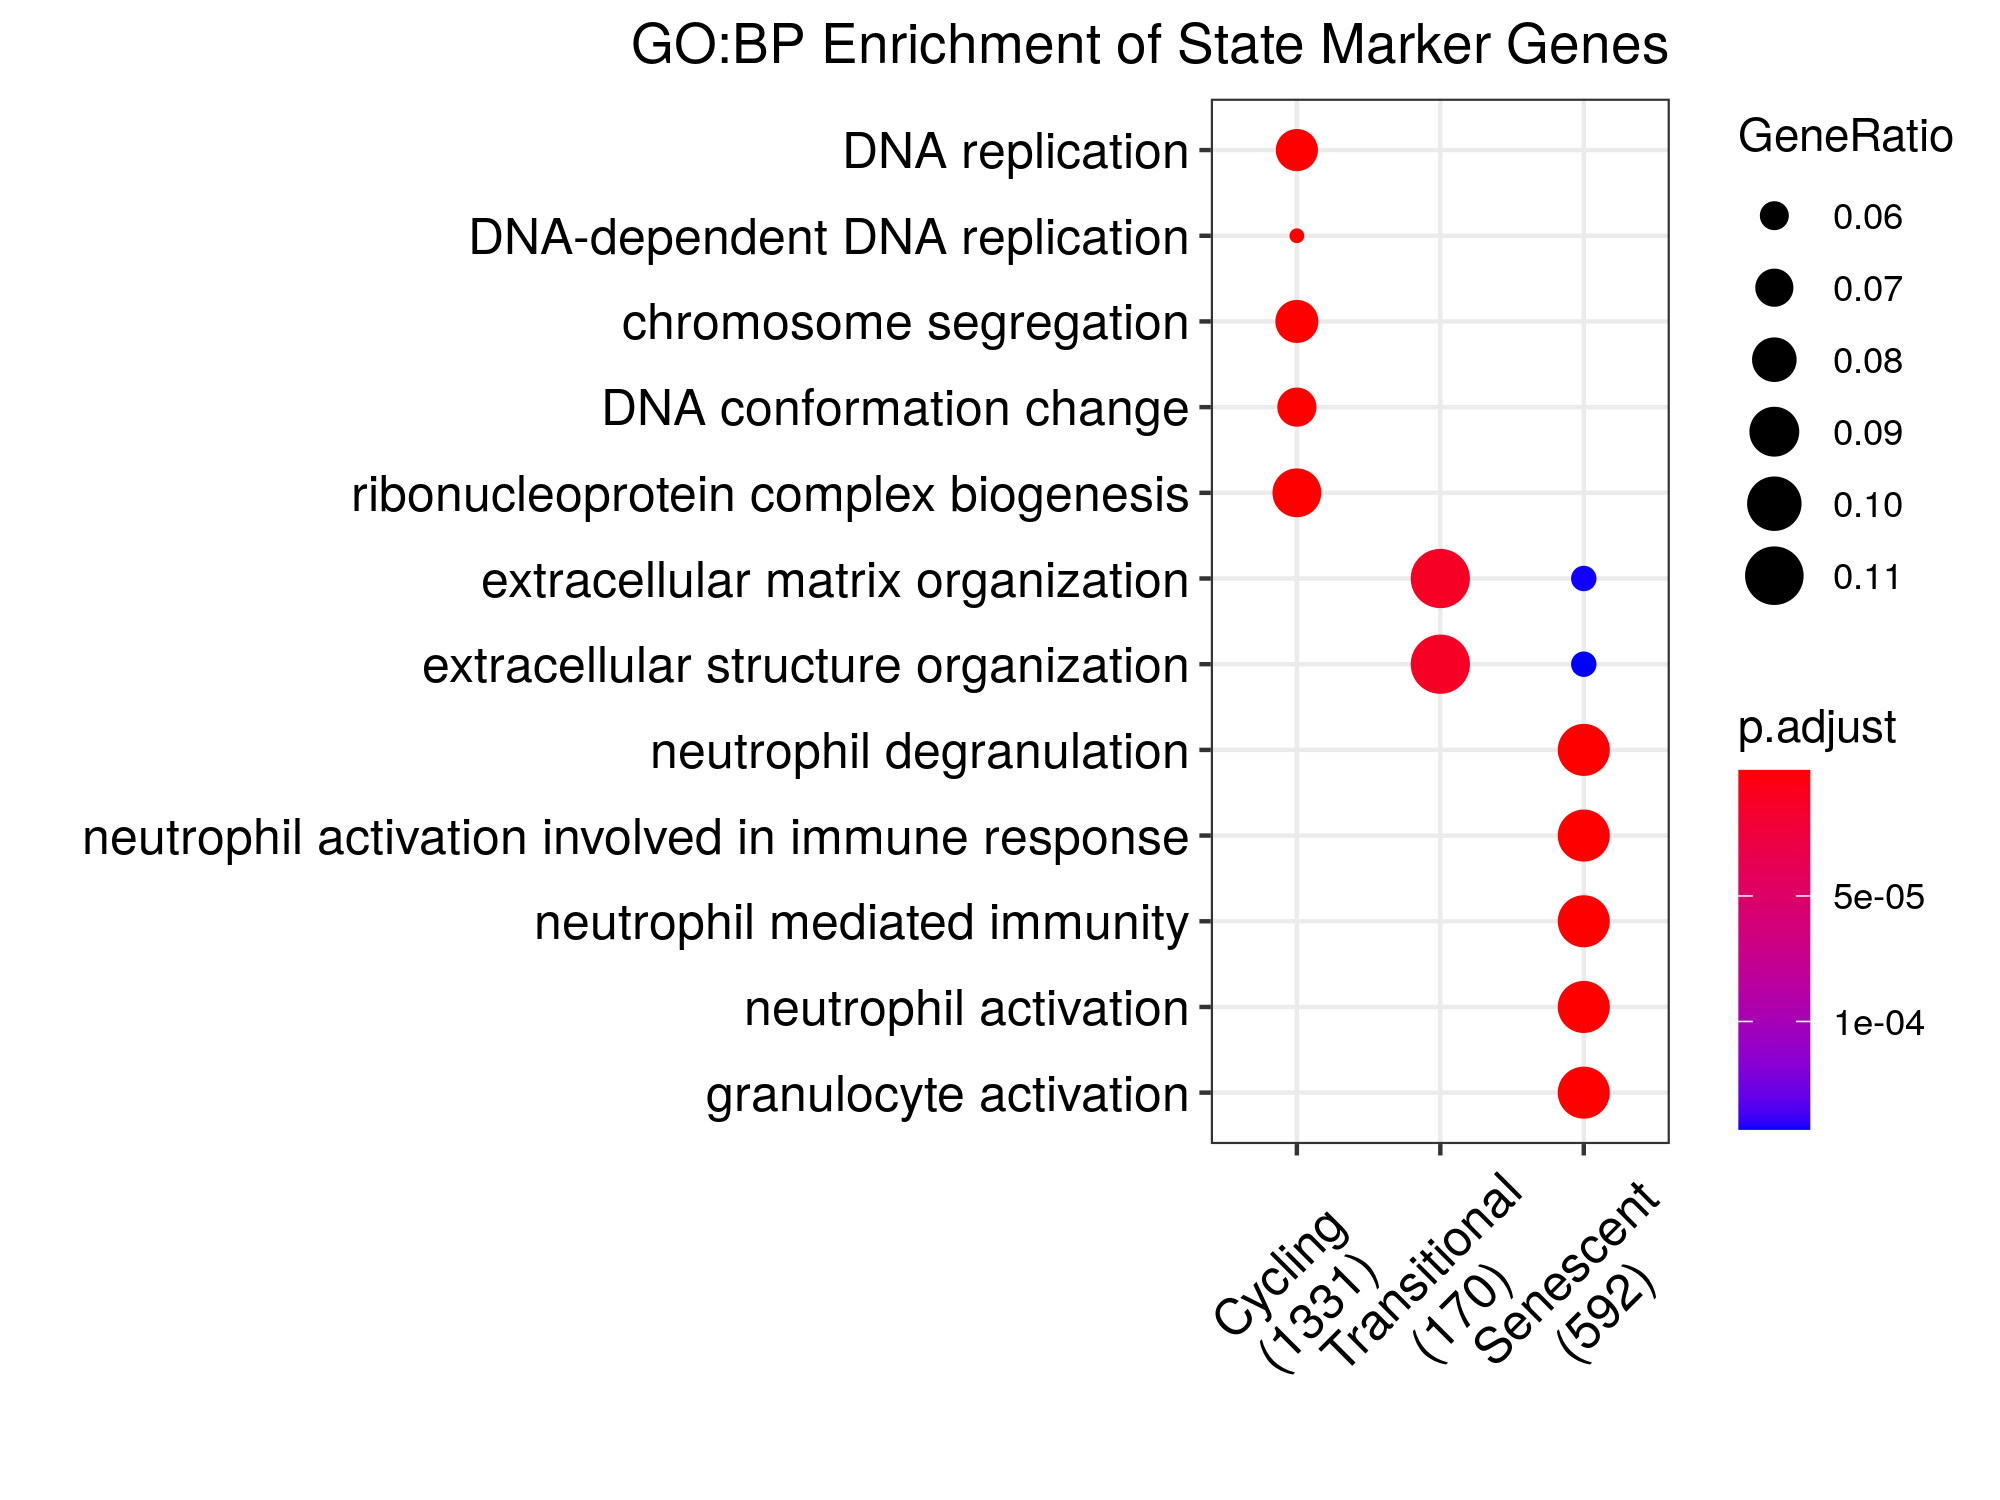 GO:BP Enrichment of State Marker Genes
DNA replication
DNA-dependent DNA replication
chromosome segregation
DNA conformation change
ribonucleoprotein complex biogenesis
extracellular matrix organization
extracellular structure organization
neutrophil degranulation
neutrophil activation involved in immune response
neutrophil mediated immunity
neutrophil activation
granulocyte activation
Cycling
(1331)
Transitional
(170)
Senescent
(592)
GeneRatio
0.06
0.07
0.08
0.09
0.10
0.11
p.adjust
5e-05
1e-04